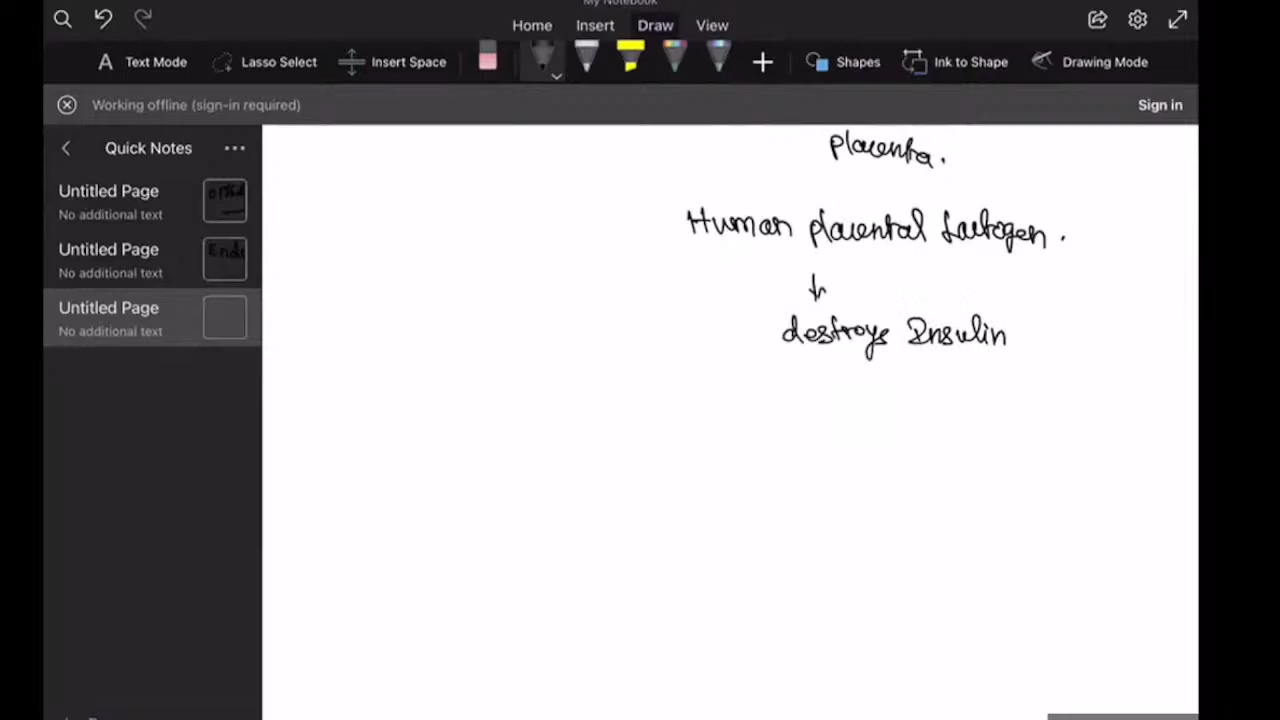 My Notebook
Home Insert Draw View
Text Mode Lasso Select Insert Space Shapes Ink to Shape Drawing Mode
Working offline (sign-in required) Sign in
Quick Notes
Untitled Page
No additional text
Untitled Page
No additional text
Untitled Page
No additional text
placenta.
Human placental Lactogen.
destroys Insulin